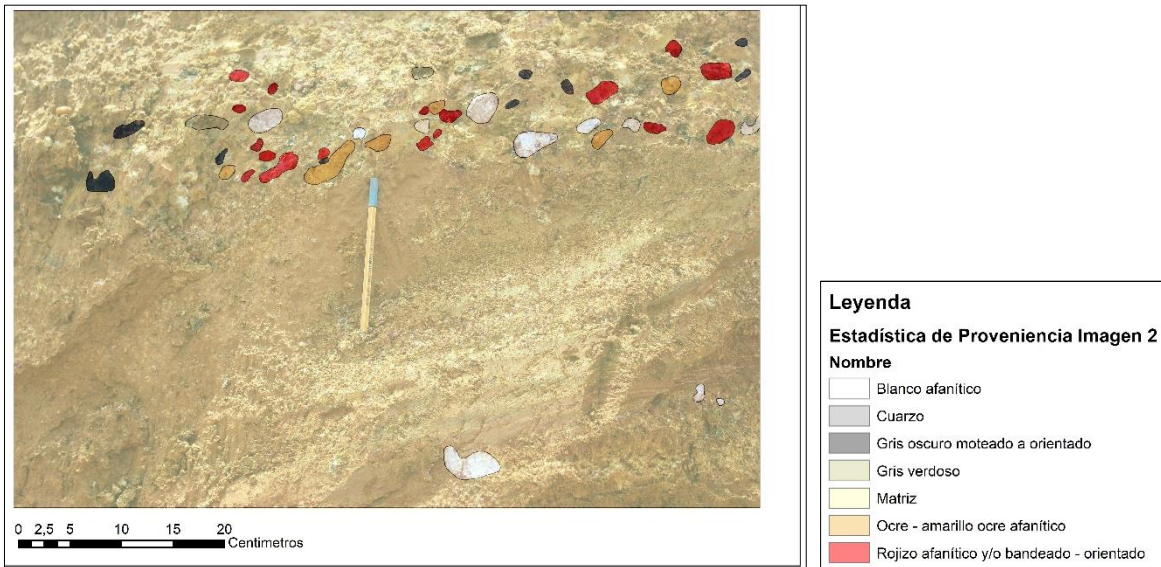 0 2,5 5 10 15 20
Centimetros
Leyenda
Estadística de Proveniencia Imagen 2
Nombre
Blanco afanítico
Cuarzo
Gris oscuro moteado a orientado
Gris verdoso
Matriz
Ocre - amarillo ocre afanítico
Rojizo afanítico y/o bandeado - orientado